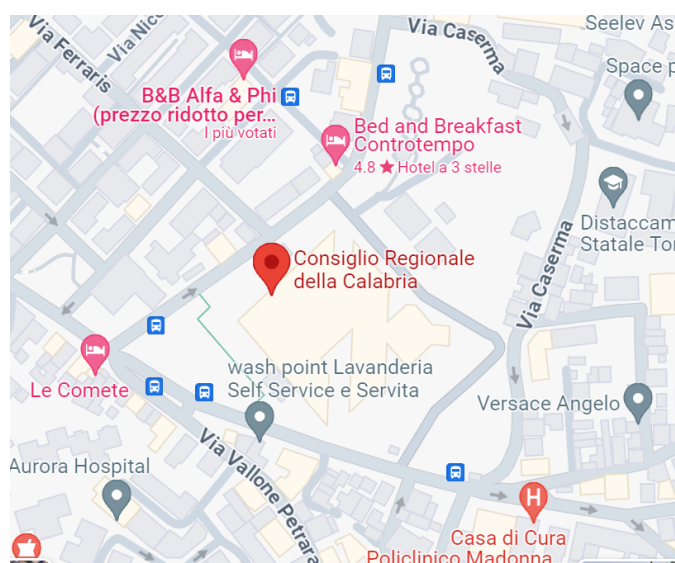 Via Caserma
Seelev As
Via Nico
Via Ferraris
Space p
B&B Alfa & Phi
(prezzo ridotto per...
I più votati
Bed and Breakfast
Controtempo
4.8 ★ Hotel a 3 stelle
Distaccam
Statale Tor
Consiglio Regionale
della Calabria
Via Caserma
wash point Lavanderia
Self Service e Servita
Le Comete
Versace Angelo
Via Vallone Petrara
Aurora Hospital
H
Casa di Cura
Policlinico Madonna